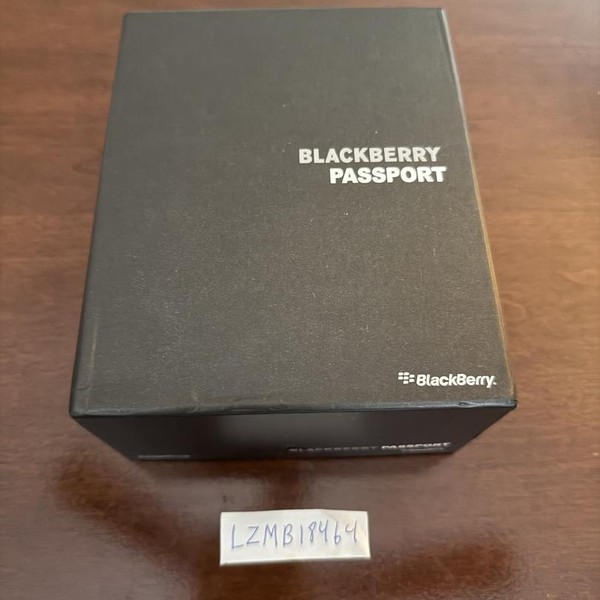 BLACKBERRY
PASSPORT
BlackBerry.
BLACKBERRY PASSPORT
LZMB18464